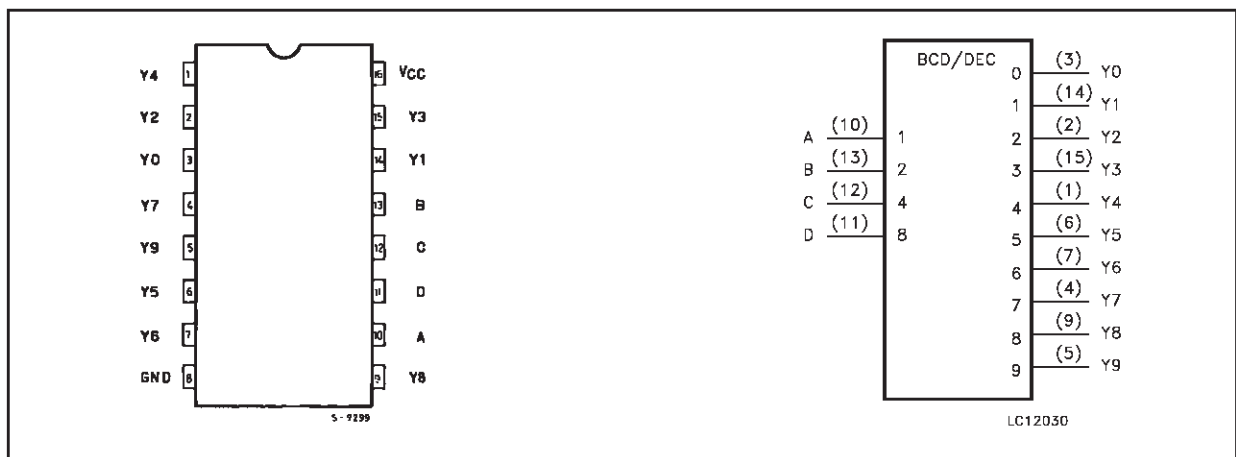 Y4 1 16 VCC
Y2 2 15 Y3
Y0 3 14 Y1
Y7 4 13 B
Y9 5 12 C
Y5 6 11 D
Y6 7 10 A
GND 8 9 Y8
S-9299
BCD/DEC
A (10) 1
B (13) 2
C (12) 4
D (11) 8
0 (3) Y0
1 (14) Y1
2 (2) Y2
3 (15) Y3
4 (1) Y4
5 (6) Y5
6 (7) Y6
7 (4) Y7
8 (9) Y8
9 (5) Y9
LC12030